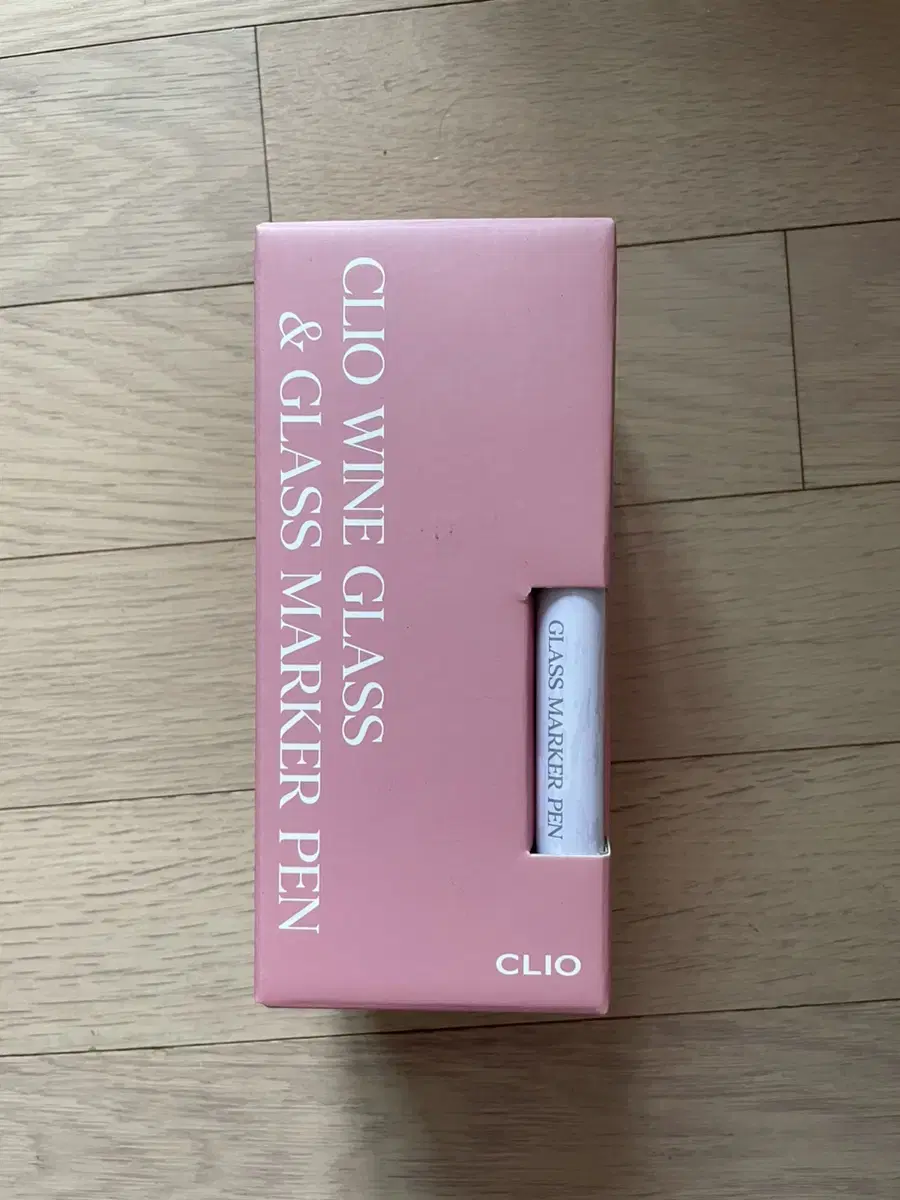 CLIO WINE GLASS
& GLASS MARKER PEN
GLASS MARKER PEN
CLIO